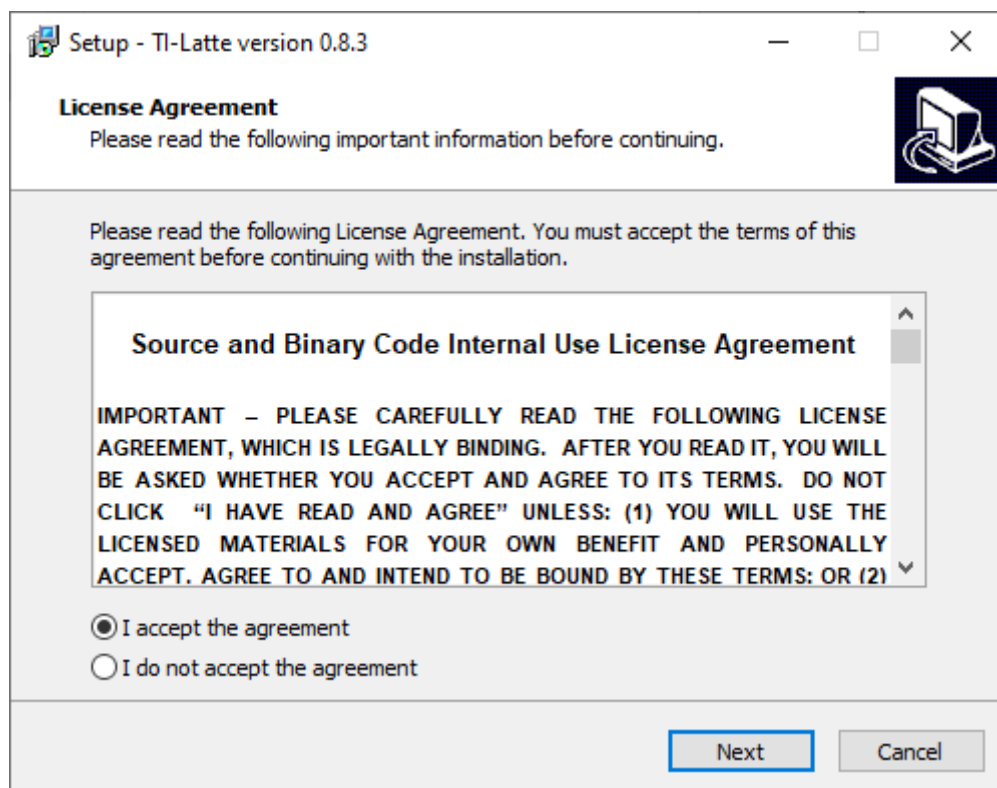 Setup - TI-Latte version 0.8.3
License Agreement
Please read the following important information before continuing.
Please read the following License Agreement. You must accept the terms of this
agreement before continuing with the installation.
Source and Binary Code Internal Use License Agreement
IMPORTANT – PLEASE CAREFULLY READ THE FOLLOWING LICENSE
AGREEMENT, WHICH IS LEGALLY BINDING. AFTER YOU READ IT, YOU WILL
BE ASKED WHETHER YOU ACCEPT AND AGREE TO ITS TERMS. DO NOT
CLICK “I HAVE READ AND AGREE” UNLESS: (1) YOU WILL USE THE
LICENSED MATERIALS FOR YOUR OWN BENEFIT AND PERSONALLY
ACCEPT, AGREE TO AND INTEND TO BE BOUND BY THESE TERMS; OR (2)
I accept the agreement
I do not accept the agreement
Next
Cancel